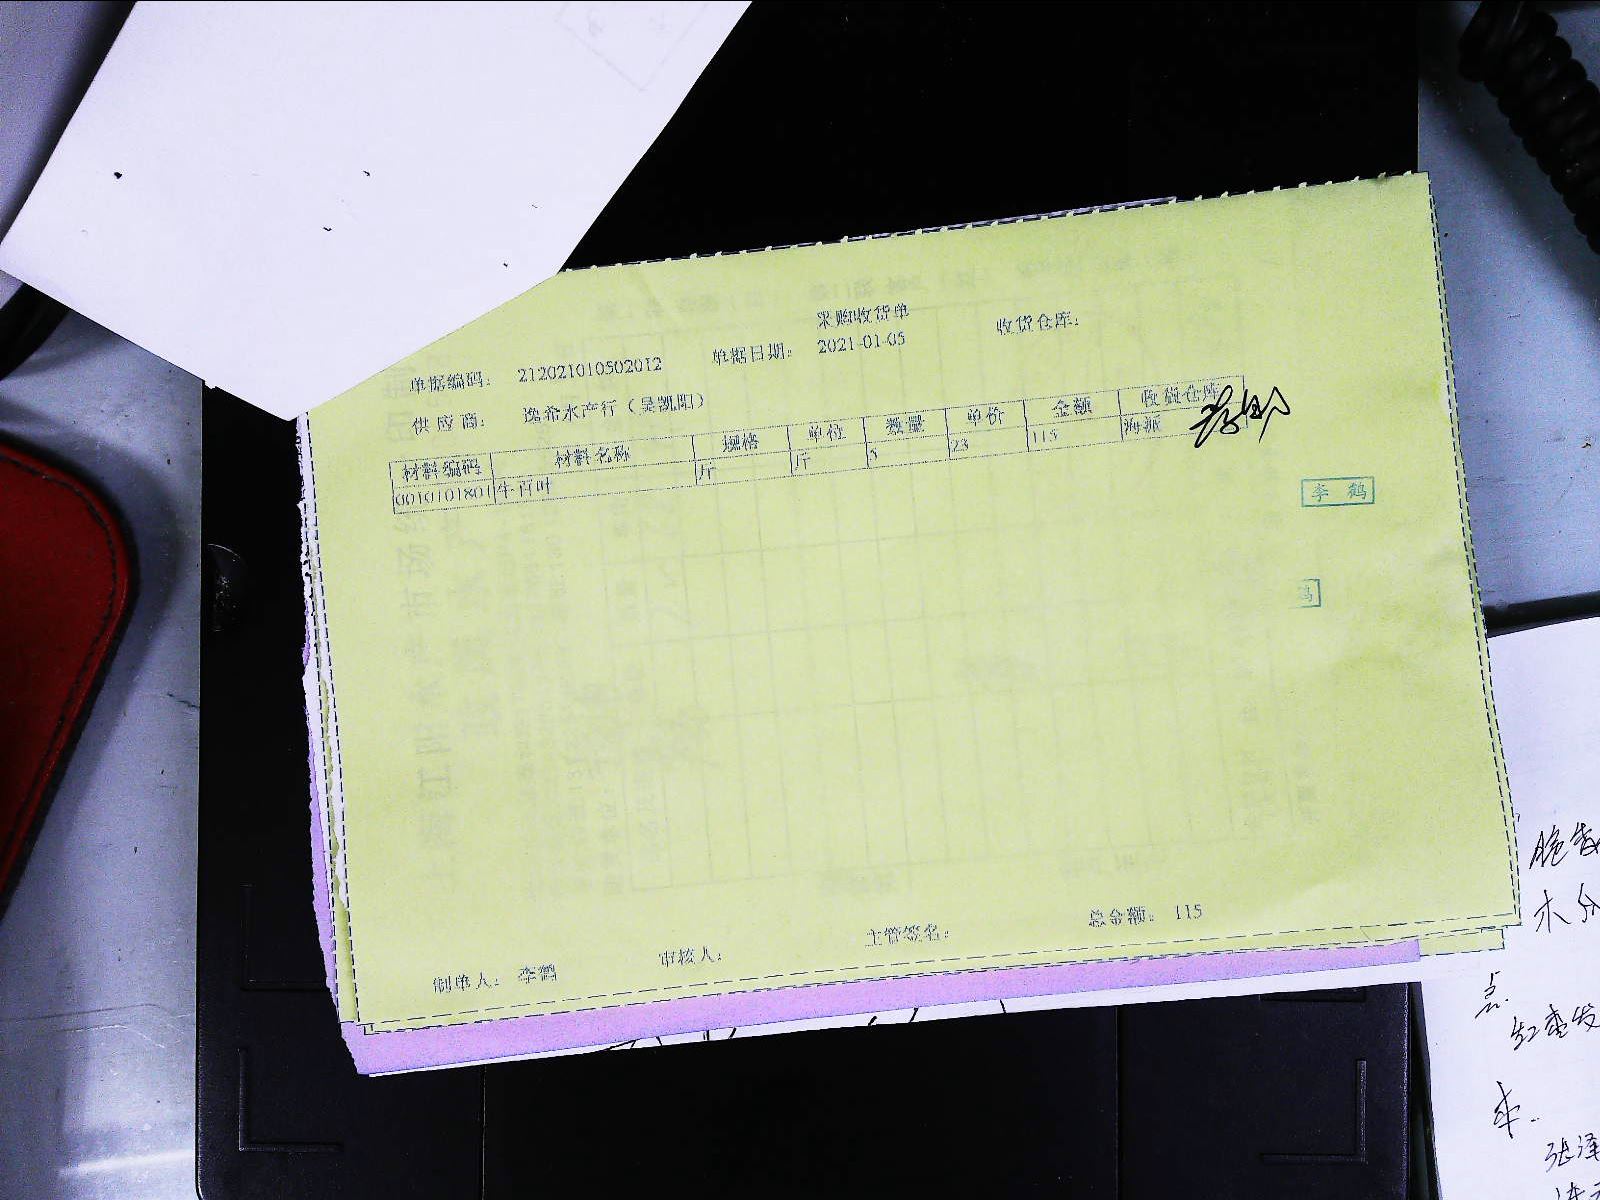 采购收货单
单据编码： 212021010502012 单据日期： 2021-01-05 收货仓库：
供应商： 逸希水产行（吴凯阳）
材料编码 材料名称 规格 单位 数量 单价 金额 收货仓库
0010101801 牛百叶 斤 斤 5 23 115 海派
李鹤
鹤
制单人： 李鹤 审核人： 主管签名： 总金额： 115